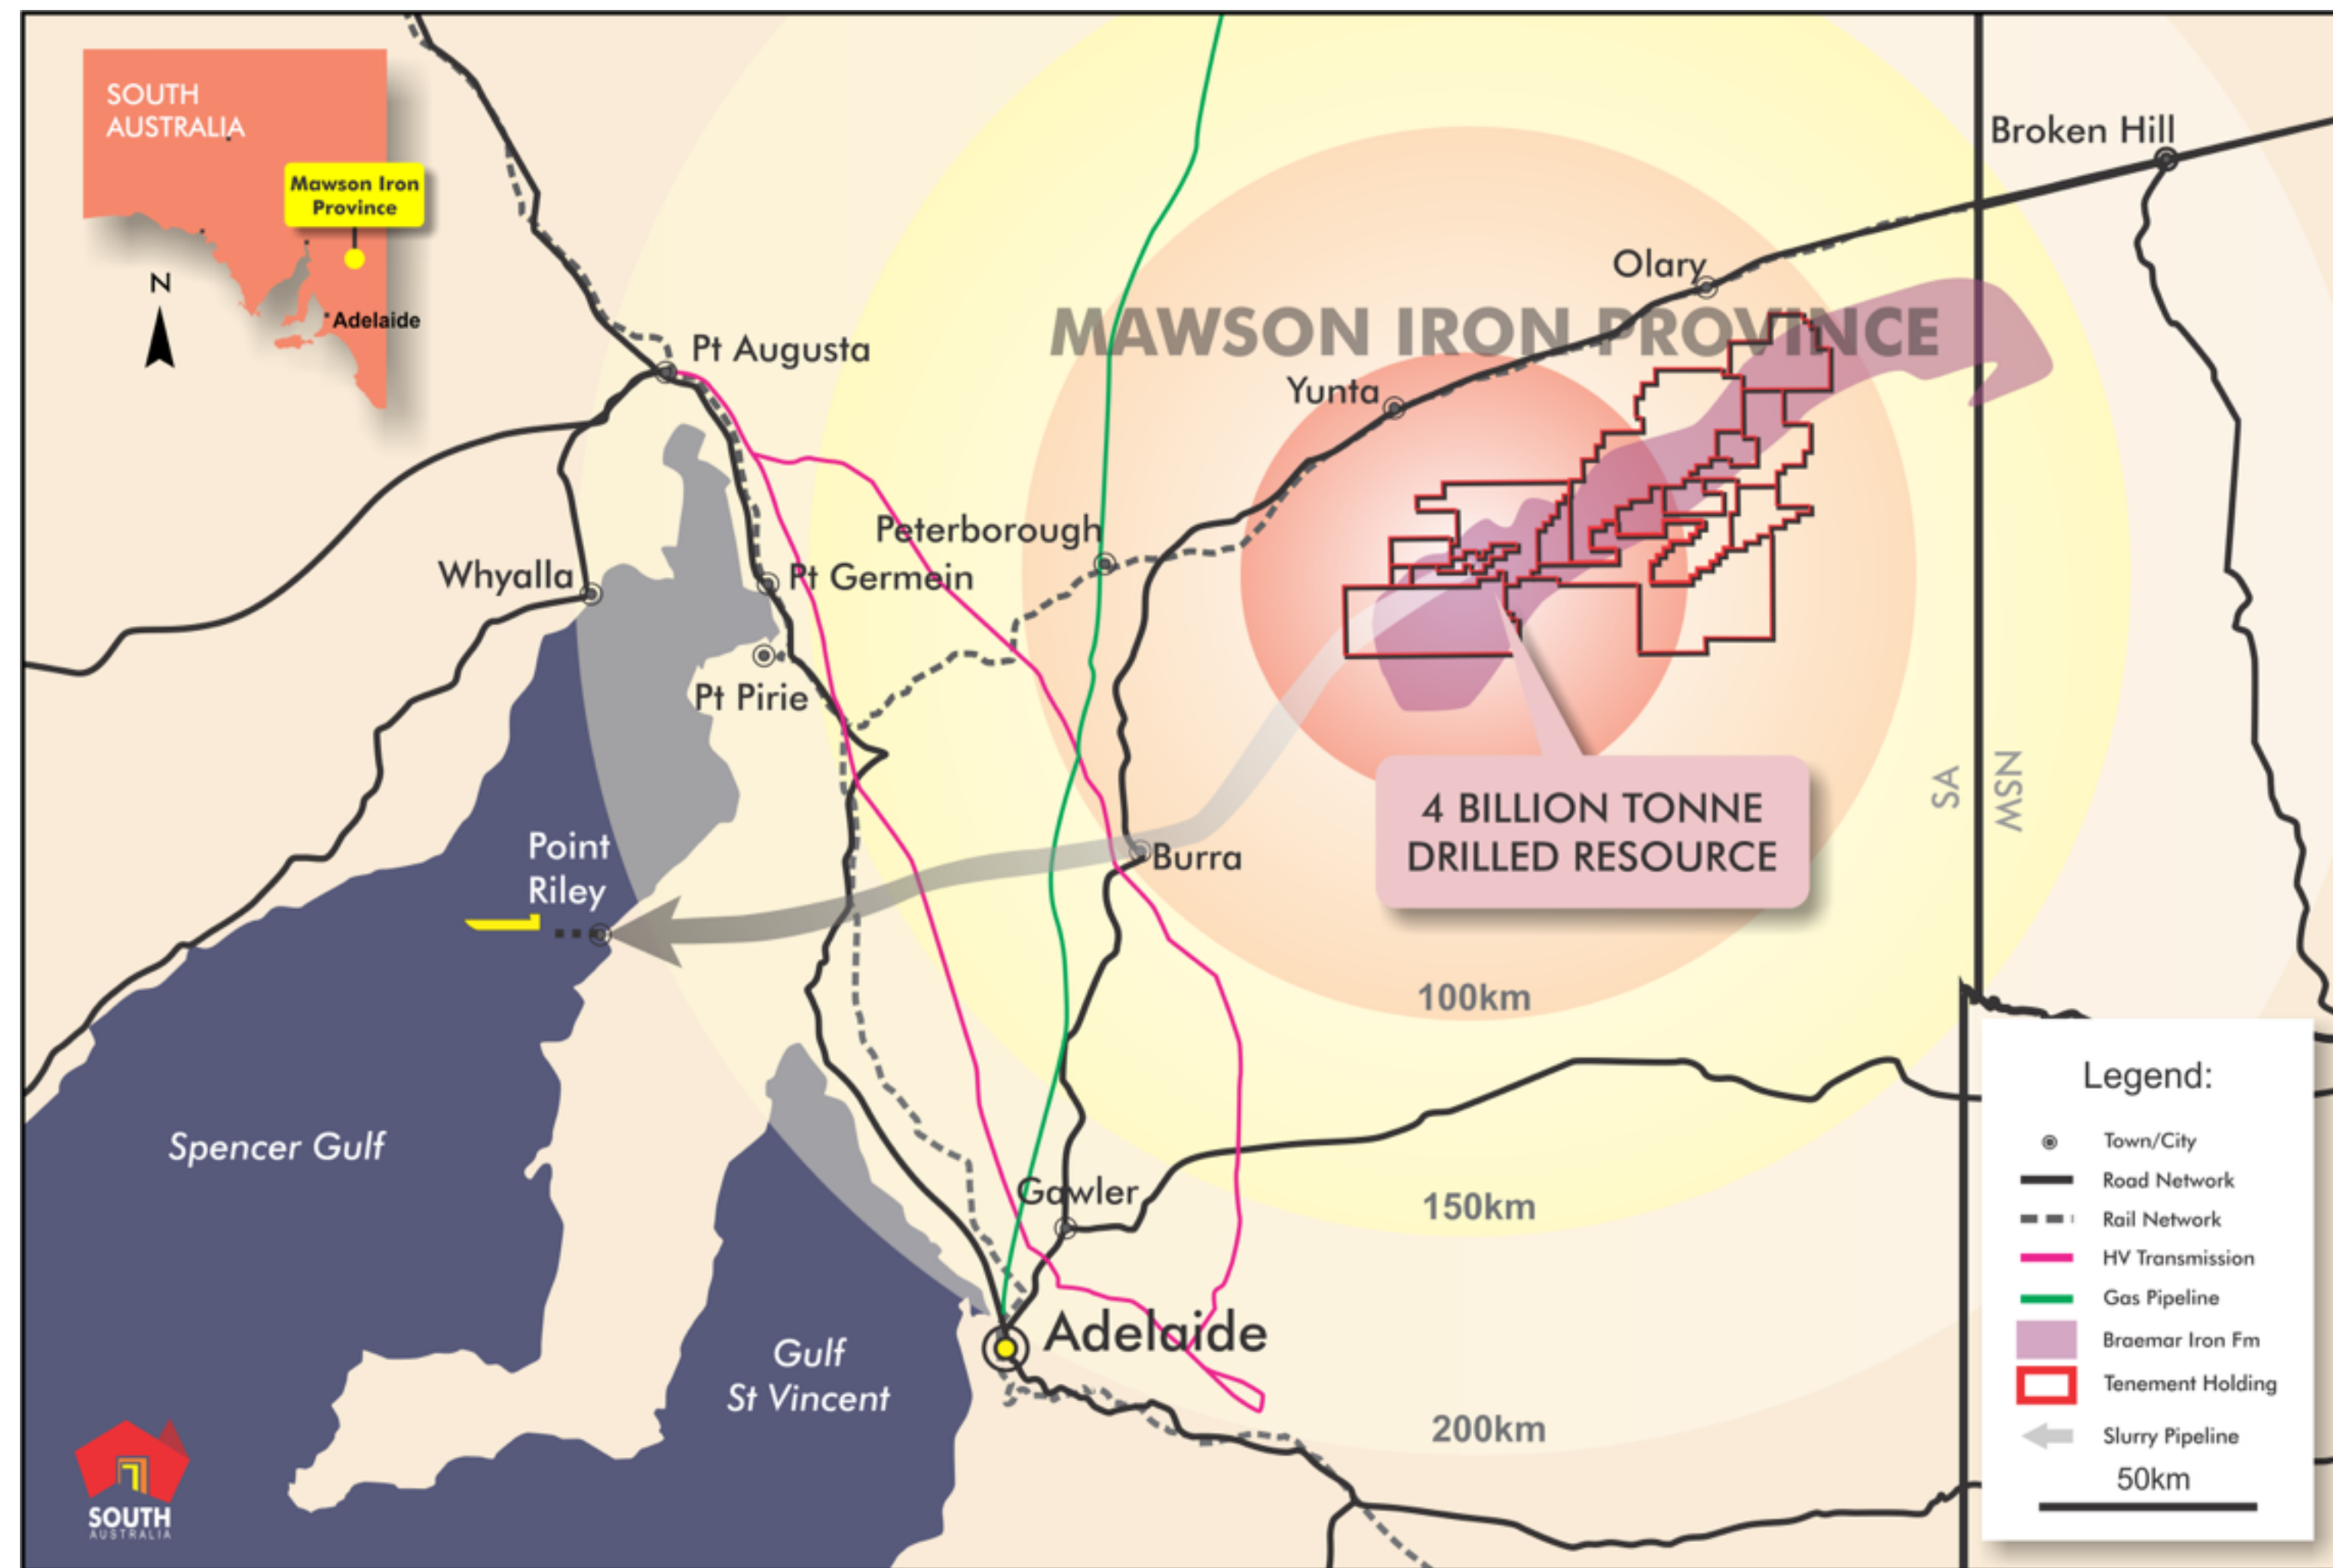 SOUTH
AUSTRALIA
Mawson Iron
Province
N
Adelaide
Broken Hill
Olary
MAWSON IRON PROVINCE
Pt Augusta
Yunta
Peterborough
Whyalla
Pt Germein
Pt Pirie
SA
NSW
4 BILLION TONNE
DRILLED RESOURCE
Point
Riley
Burra
100km
Spencer Gulf
Gawler
150km
Adelaide
Gulf
St Vincent
200km
Legend:
Town/City
Road Network
Rail Network
HV Transmission
Gas Pipeline
Braemar Iron Fm
Tenement Holding
Slurry Pipeline
50km
SOUTH
AUSTRALIA